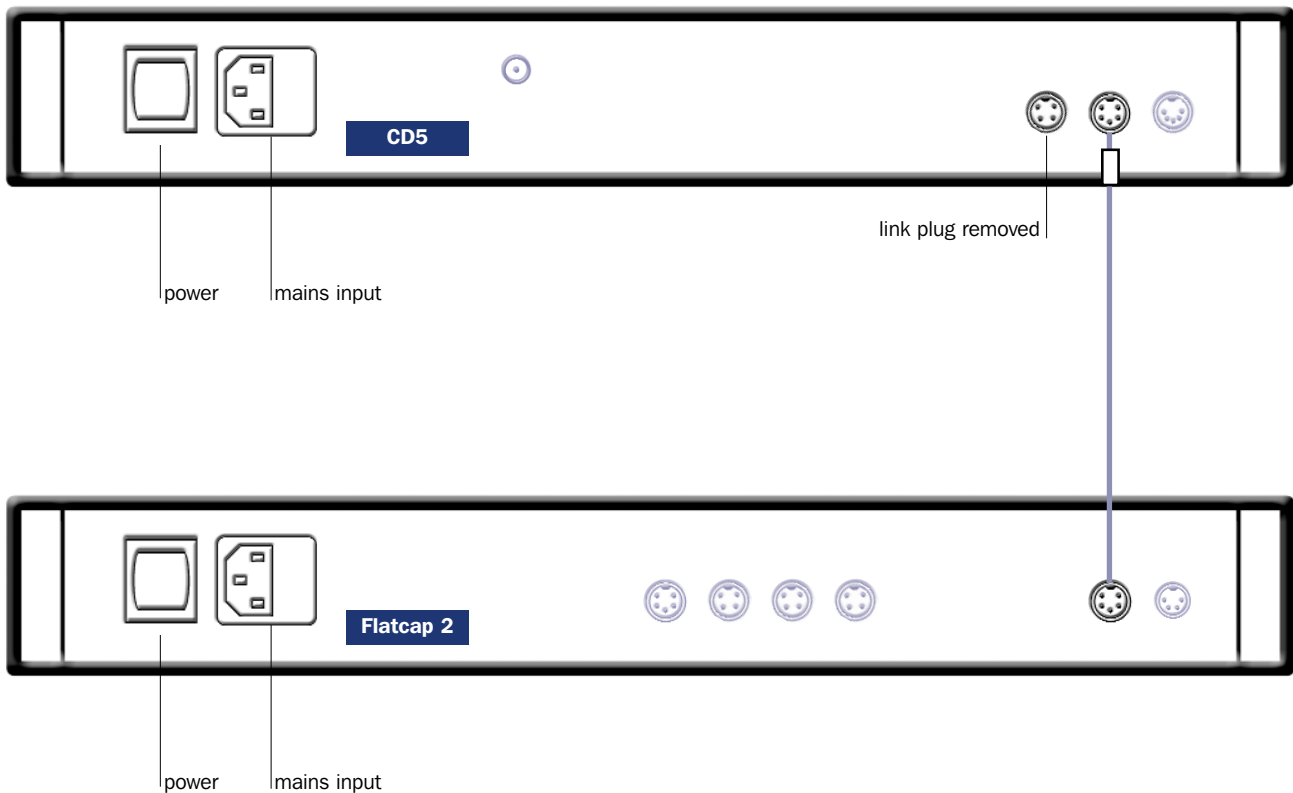 CD5
link plug removed
power
mains input
Flatcap 2
power
mains input